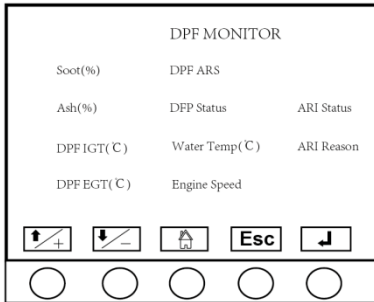 DPF MONITOR
Soot(%) DPF ARS
Ash(%) DFP Status ARI Status
DPF IGT(℃) Water Temp(℃) ARI Reason
DPF EGT(℃) Engine Speed
/+ /− Esc